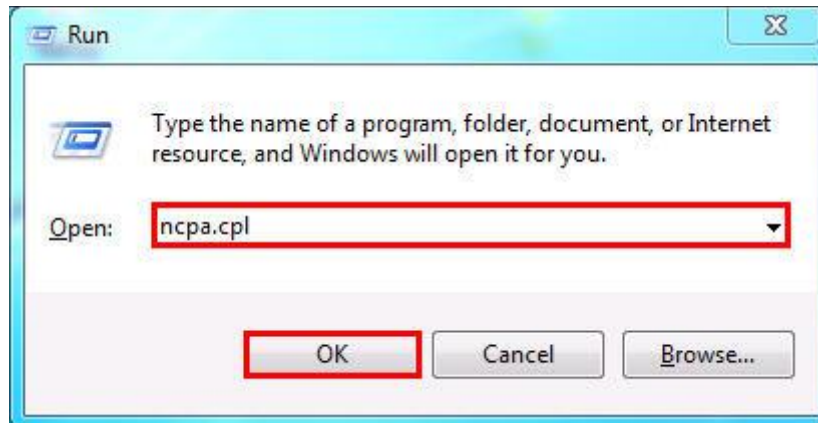 Run
Type the name of a program, folder, document, or Internet
resource, and Windows will open it for you.
Open: ncpa.cpl
OK Cancel Browse...